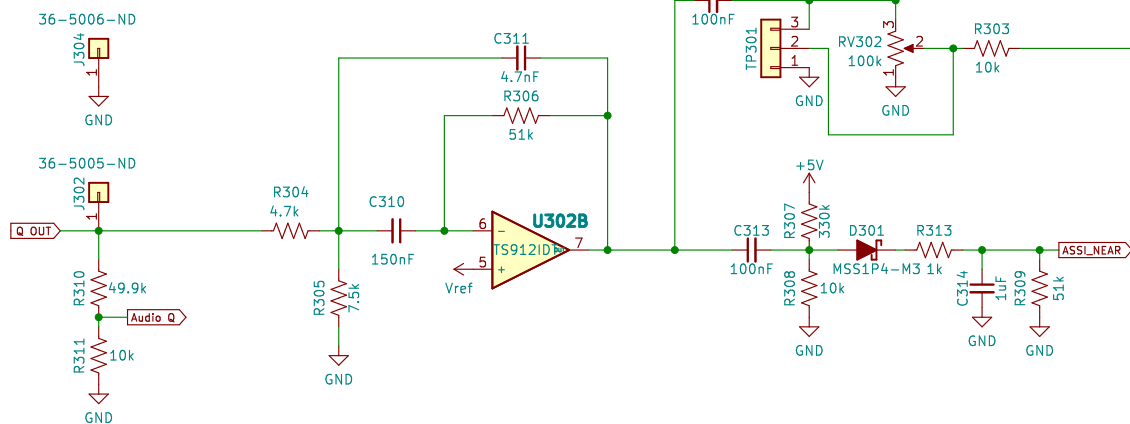 36-5006-ND
J304
1
GND
36-5005-ND
J302
1
Q OUT
R310
49.9k
Audio Q
R311
10k
GND
R304
4.7k
R305
7.5k
GND
C310
150nF
C311
4.7nF
R306
51k
6
5
7
U302B
Vref
100nF
TP301
3
2
1
GND
RV302
100k
3
2
1
GND
R303
10k
+5V
R307
330k
C313
100nF
R308
10k
GND
D301
MSS1P4-M3
R313
1k
C314
1uF
GND
R309
51k
GND
ASSI_NEAR